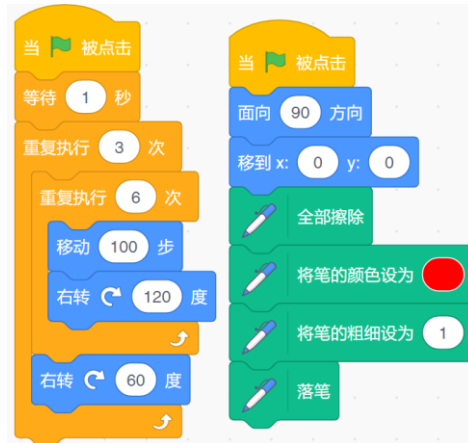 当 被点击
等待 1 秒
重复执行 3 次
重复执行 6 次
移动 100 步
右转 120 度
右转 60 度
当 被点击
面向 90 方向
移到 x: 0 y: 0
全部擦除
将笔的颜色设为
将笔的粗细设为 1
落笔